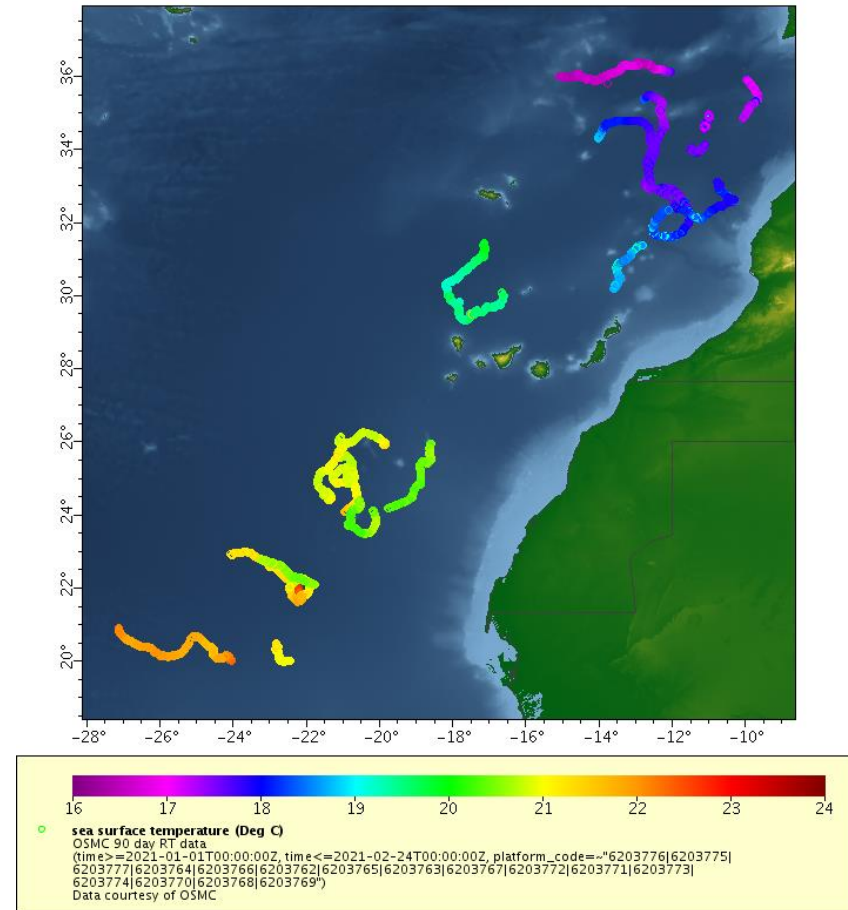 36°
34°
32°
30°
28°
26°
24°
22°
20°
−28° −26° −24° −22° −20° −18° −16° −14° −12° −10°
16 17 18 19 20 21 22 23 24
sea surface temperature (Deg C)
OSMC 90 day RT data
(time>=2021-01-01T00:00:00Z, time<=2021-02-24T00:00:00Z, platform_code=~"6203776|6203775|
6203777|6203764|6203766|6203762|6203765|6203763|6203767|6203772|6203771|6203773|
6203774|6203770|6203768|6203769")
Data courtesy of OSMC